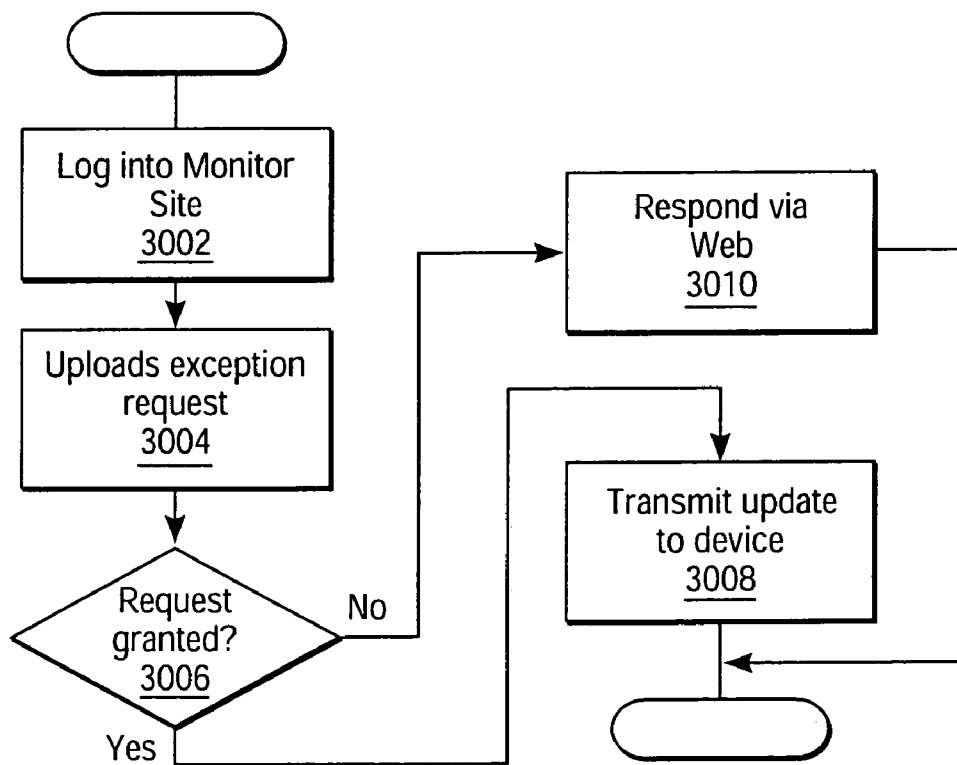 Log into Monitor
Site
3002
Uploads exception
request
3004
Request
granted?
3006
No
Yes
Respond via
Web
3010
Transmit update
to device
3008